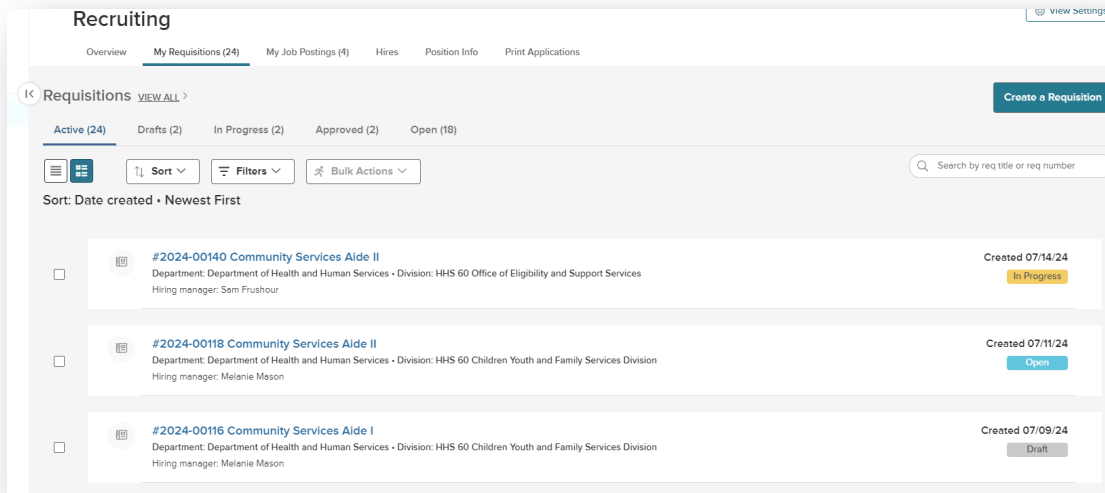 Recruiting
View Settings
Overview My Requisitions (24) My Job Postings (4) Hires Position Info Print Applications
Requisitions VIEW ALL >
Create a Requisition
Active (24) Drafts (2) In Progress (2) Approved (2) Open (18)
Sort Filters Bulk Actions
Search by req title or req number
Sort: Date created • Newest First
#2024-00140 Community Services Aide II
Created 07/14/24
Department: Department of Health and Human Services • Division: HHS 60 Office of Eligibility and Support Services
In Progress
Hiring manager: Sam Frushour
#2024-00118 Community Services Aide II
Created 07/11/24
Department: Department of Health and Human Services • Division: HHS 60 Children Youth and Family Services Division
Open
Hiring manager: Melanie Mason
#2024-00116 Community Services Aide I
Created 07/09/24
Department: Department of Health and Human Services • Division: HHS 60 Children Youth and Family Services Division
Draft
Hiring manager: Melanie Mason